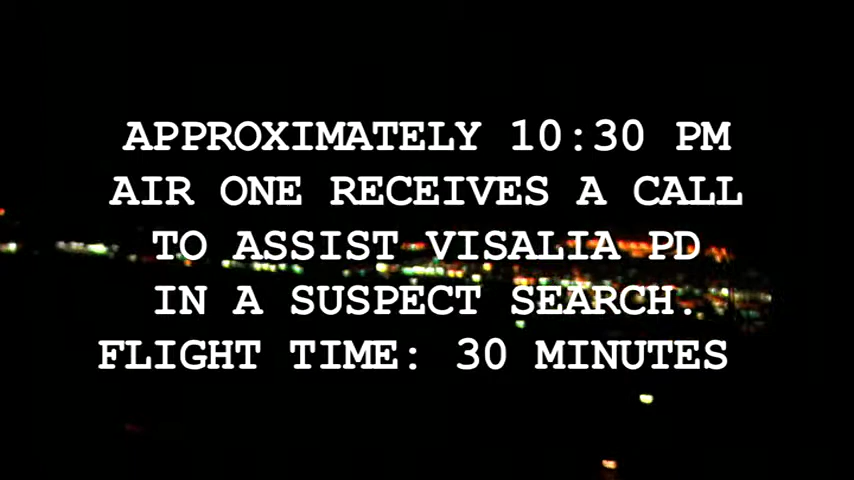 APPROXIMATELY 10:30 PM
AIR ONE RECEIVES A CALL
TO ASSIST VISALIA PD
IN A SUSPECT SEARCH.
FLIGHT TIME: 30 MINUTES